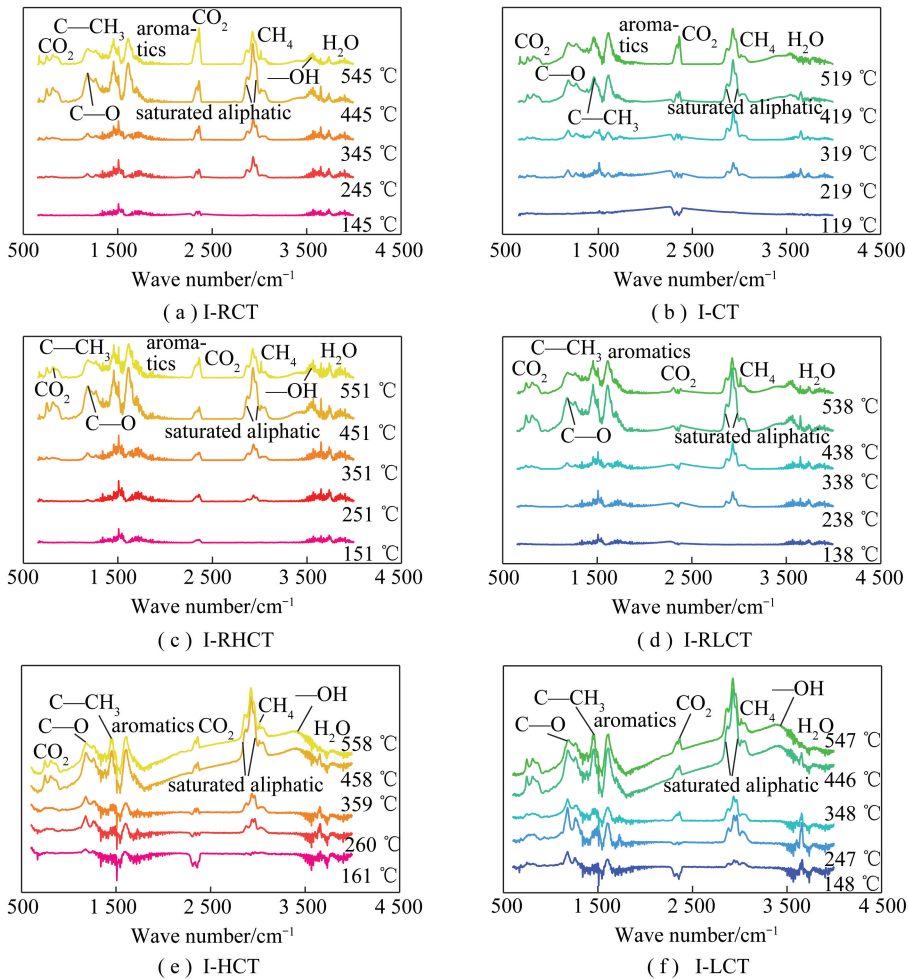 C—CH₃ aroma-
tics CO₂
CO₂ CH₄ H₂O
—OH
545 ℃
C—O saturated aliphatic
445 ℃
345 ℃
245 ℃
145 ℃
500 1 500 2 500 3 500 4 500
Wave number/cm⁻¹
( a ) I-RCT
aromatics
CO₂ CO₂ CH₄ H₂O
C—O
519 ℃
saturated aliphatic
C—CH₃
419 ℃
319 ℃
219 ℃
119 ℃
500 1 500 2 500 3 500 4 500
Wave number/cm⁻¹
( b ) I-CT
aroma-
C—CH₃ tics CO₂ CH₄ H₂O
CO₂ —OH
551 ℃
C—O
saturated aliphatic
451 ℃
351 ℃
251 ℃
151 ℃
500 1 500 2 500 3 500 4 500
Wave number/cm⁻¹
( c ) I-RHCT
C—CH₃ aromatics
CO₂ CO₂ CH₄ H₂O
538 ℃
C—O saturated aliphatic
438 ℃
338 ℃
238 ℃
138 ℃
500 1 500 2 500 3 500 4 500
Wave number/cm⁻¹
( d ) I-RLCT
C—CH₃ —OH
C—O aromatics CO₂ CH₄
CO₂ H₂O
558 ℃
saturated aliphatic
458 ℃
359 ℃
260 ℃
161 ℃
500 1 500 2 500 3 500 4 500
Wave number/cm⁻¹
( e ) I-HCT
C—CH₃ —OH
C—O aromatics CO₂ CH₄
CO₂ H₂O
547℃
saturated aliphatic
446 ℃
348 ℃
247 ℃
148 ℃
500 1 500 2 500 3 500 4 500
Wave number/cm⁻¹
( f ) I-LCT